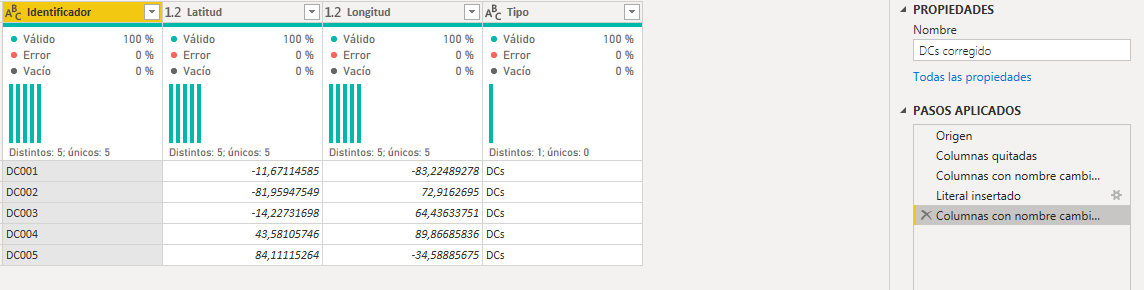 ABC Identificador 1.2 Latitud 1.2 Longitud ABC Tipo
Válido 100 % Válido 100 % Válido 100 % Válido 100 %
Error 0 % Error 0 % Error 0 % Error 0 %
Vacío 0 % Vacío 0 % Vacío 0 % Vacío 0 %
Distintos: 5; únicos: 5 Distintos: 5; únicos: 5 Distintos: 5; únicos: 5 Distintos: 1; únicos: 0
DC001 -11,67114585 -83,22489278 DCs
DC002 -81,95947549 72,9162695 DCs
DC003 -14,22731698 64,43633751 DCs
DC004 43,58105746 89,86685836 DCs
DC005 84,11115264 -34,58885675 DCs
PROPIEDADES
Nombre
DCs corregido
Todas las propiedades
PASOS APLICADOS
Origen
Columnas quitadas
Columnas con nombre cambi...
Literal insertado
Columnas con nombre cambi...